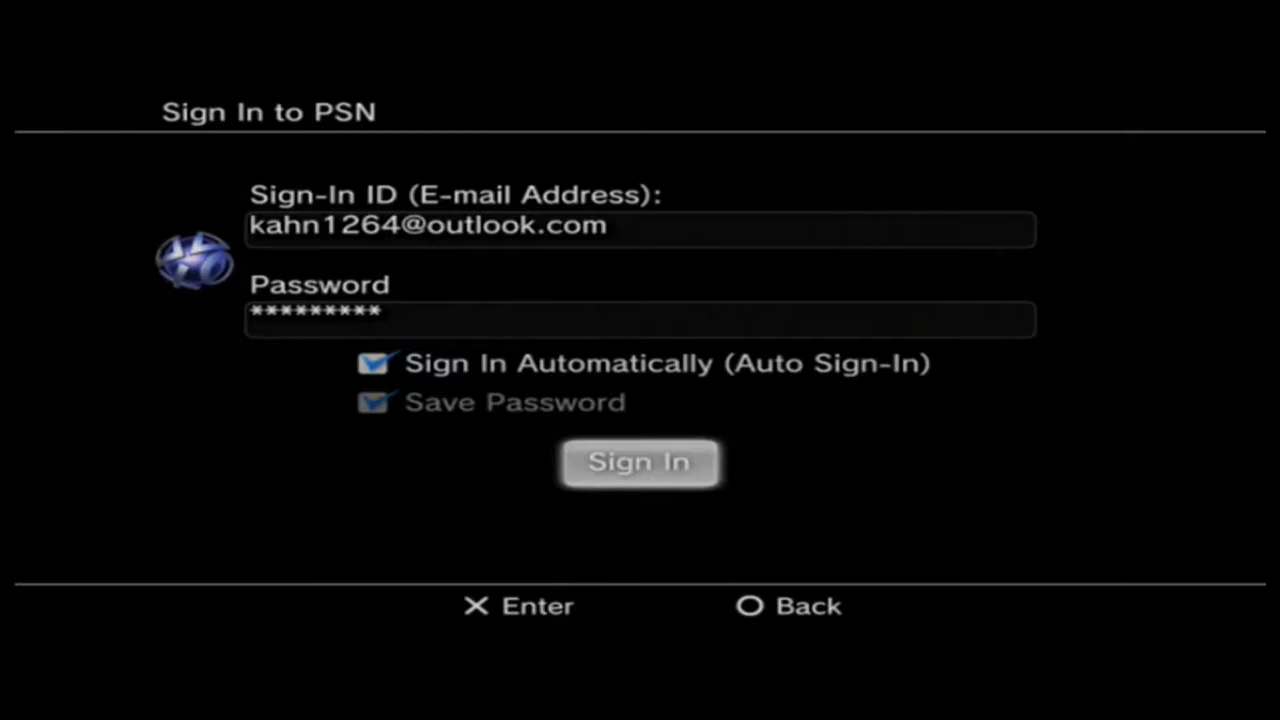 Sign In to PSN
Sign-In ID (E-mail Address):
kahn1264@outlook.com
Password
*********
Sign In Automatically (Auto Sign-In)
Save Password
Sign In
Enter
Back